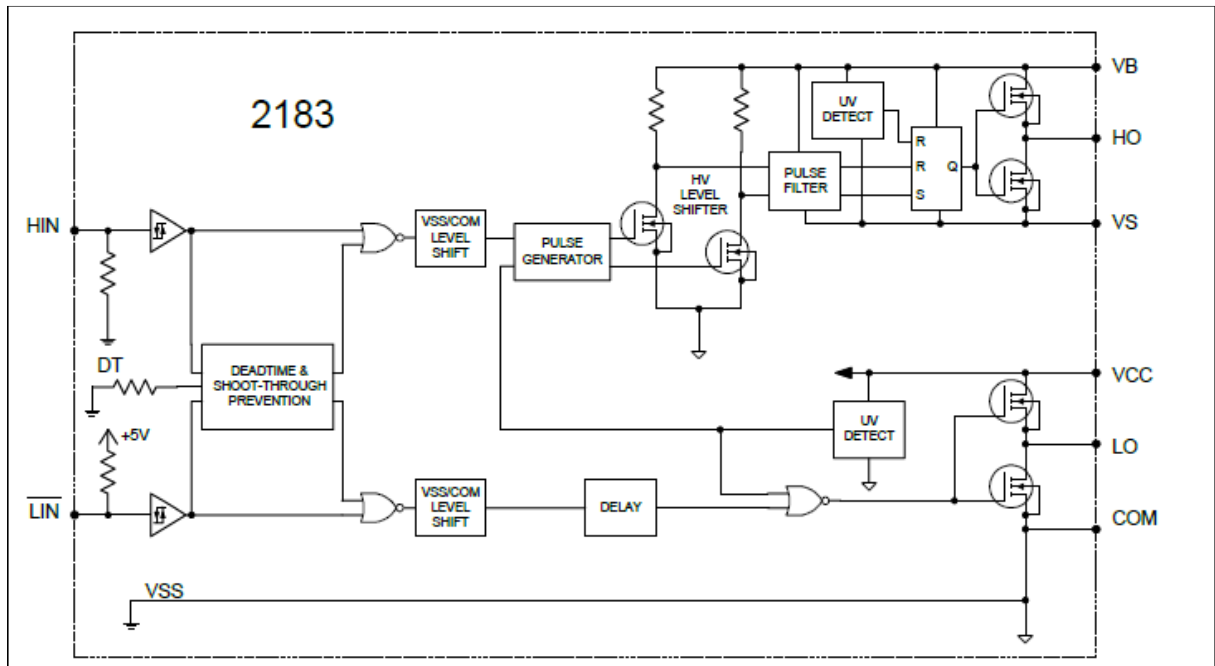 2183
VB
UV
DETECT
HO
R
R
Q
S
PULSE
FILTER
HV
LEVEL
SHIFTER
VS
HIN
VSS/COM
LEVEL
SHIFT
PULSE
GENERATOR
DT
DEADTIME &
SHOOT-THROUGH
PREVENTION
VCC
+5V
UV
DETECT
LO
LIN
VSS/COM
LEVEL
SHIFT
DELAY
COM
VSS